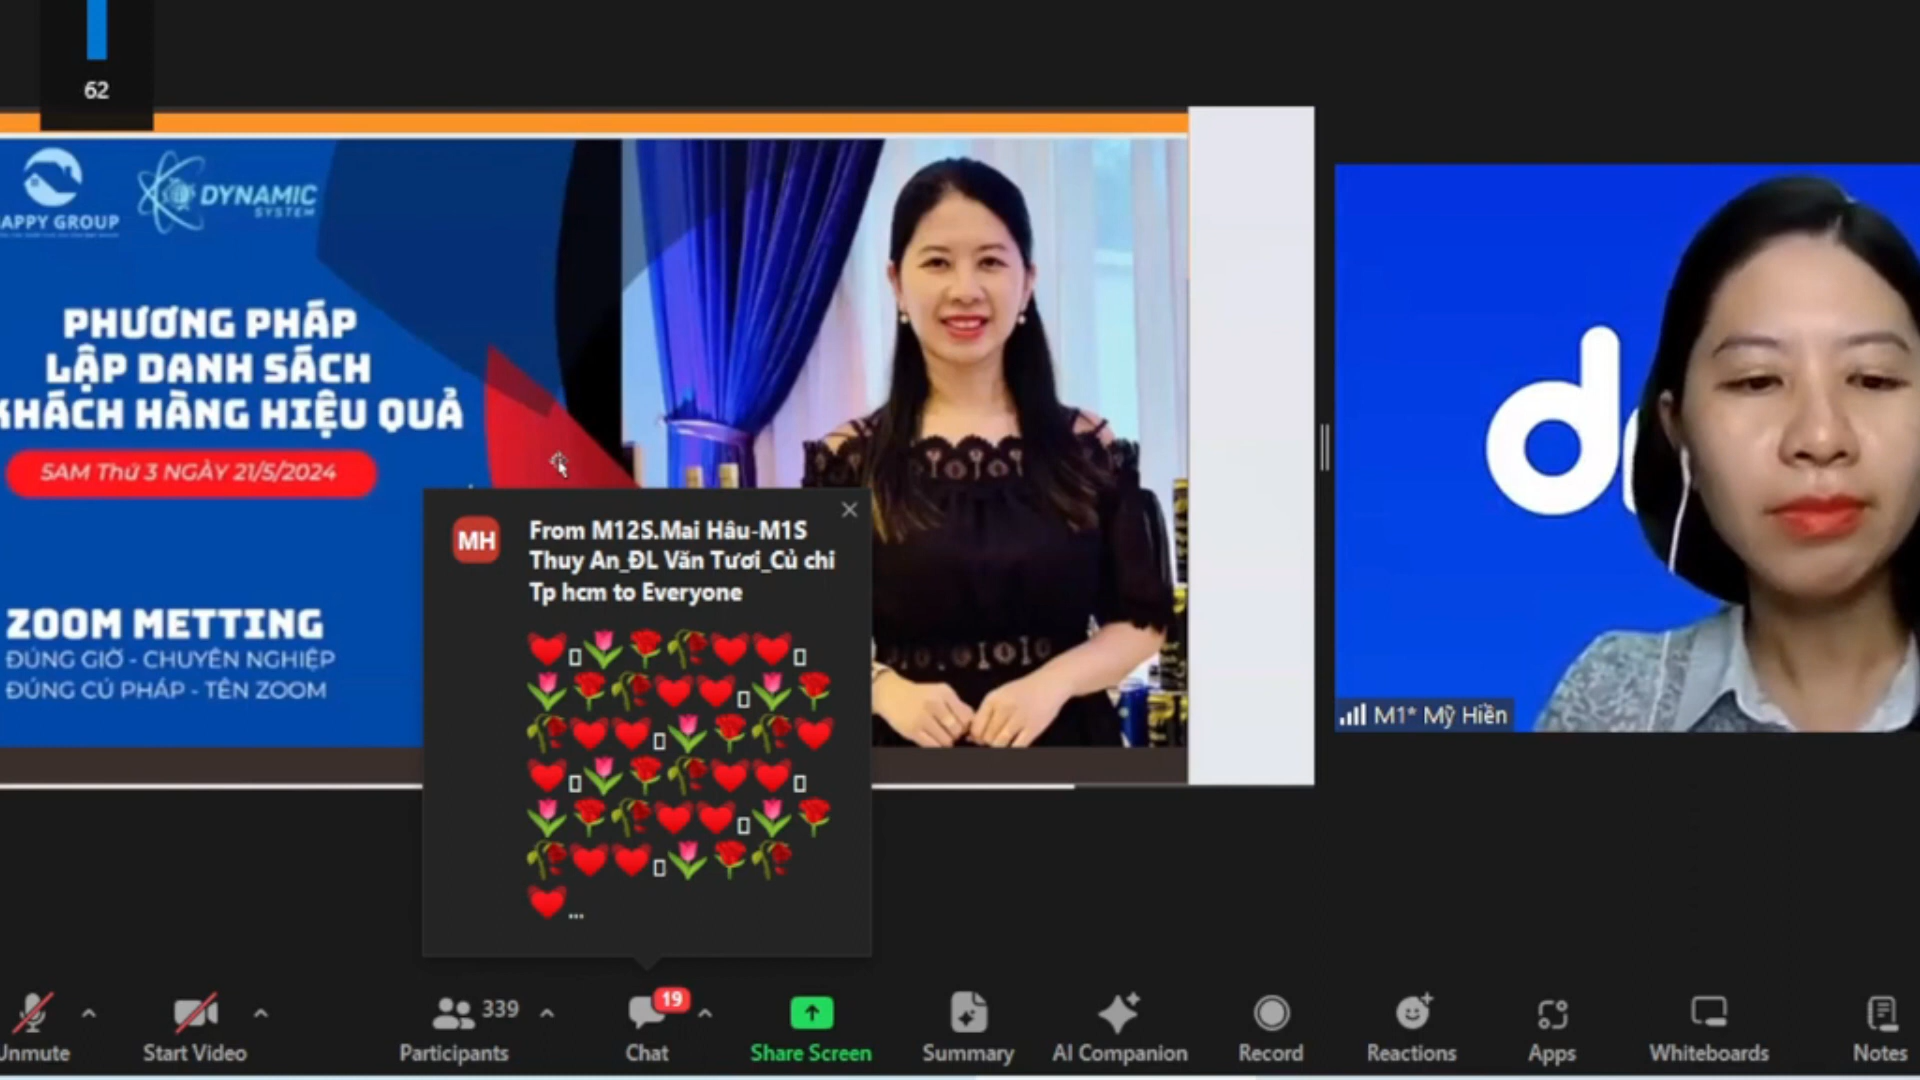 62
APPY GROUP
DYNAMIC
SYSTEM
PHƯƠNG PHÁP
LẬP DANH SÁCH
KHÁCH HÀNG HIỆU QUẢ
5AM Thứ 3 NGÀY 21/5/2024
ZOOM METTING
ĐÚNG GIỜ - CHUYÊN NGHIỆP
ĐÚNG CÚ PHÁP - TÊN ZOOM
MH
From M12S.Mai Hâu-M1S
Thuy An_ĐL Văn Tươi_Củ chi
Tp hcm to Everyone
...
do
M1* Mỹ Hiền
339
19
Unmute
Start Video
Participants
Chat
Share Screen
Summary
AI Companion
Record
Reactions
Apps
Whiteboards
Notes